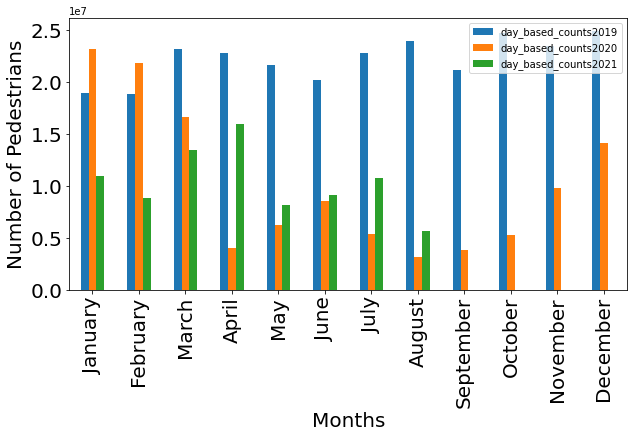 1e7
day_based_counts2019
day_based_counts2020
day_based_counts2021
2.5
2.0
1.5
1.0
0.5
0.0
Number of Pedestrians
January
February
March
April
May
June
July
August
September
October
November
December
Months